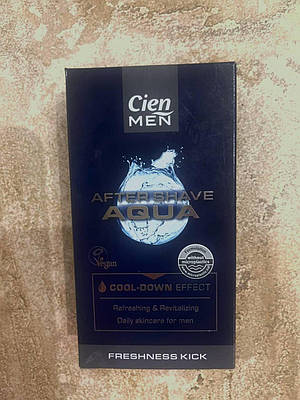 Cien
MEN
AFTER SHAVE
AQUA
Vegan
without
microplastics
COOL-DOWN EFFECT
Refreshing & Revitalizing
Daily skincare for men
FRESHNESS KICK